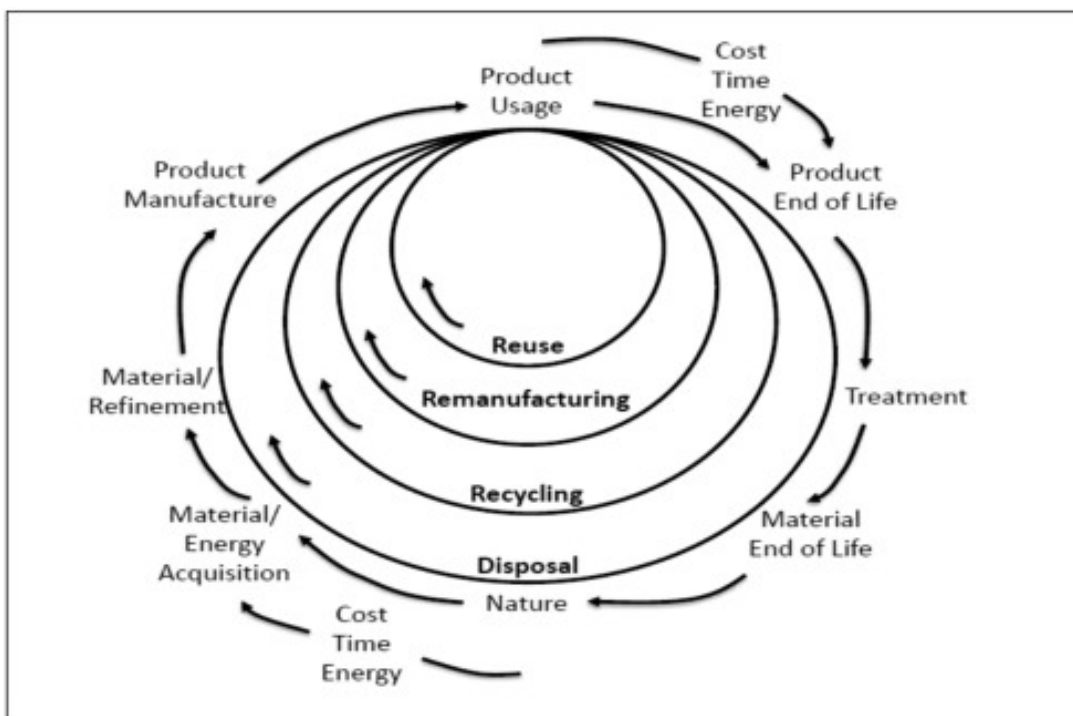 Cost
Time
Energy
Product
Usage
Product
Manufacture
Product
End of Life
Reuse
Material/
Refinement
Remanufacturing
Treatment
Recycling
Material/
Energy
Acquisition
Material
End of Life
Disposal
Nature
Cost
Time
Energy